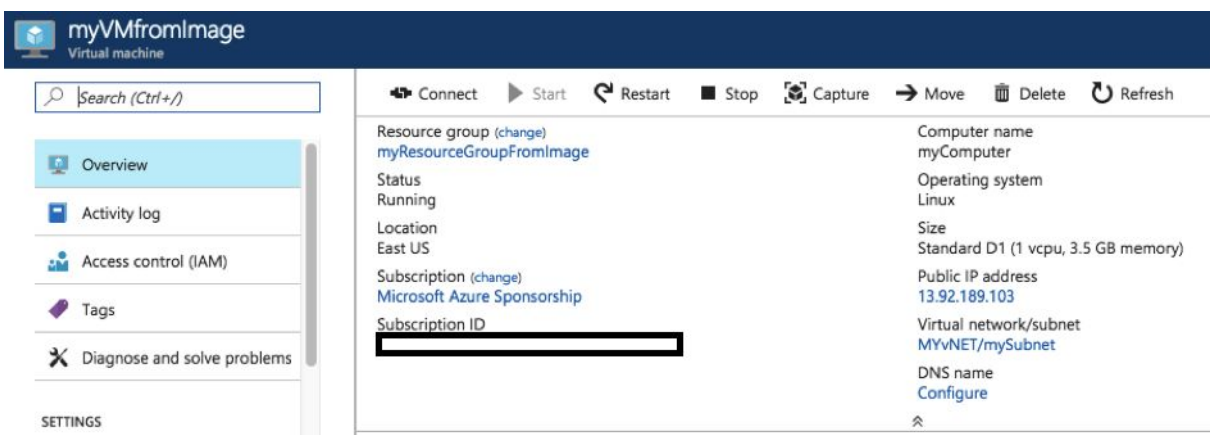 myVMfromImage
Virtual machine
Search (Ctrl+/)
Overview
Activity log
Access control (IAM)
Tags
Diagnose and solve problems
SETTINGS
Connect Start Restart Stop Capture Move Delete Refresh
Resource group (change)
myResourceGroupFromImage
Status
Running
Location
East US
Subscription (change)
Microsoft Azure Sponsorship
Subscription ID
Computer name
myComputer
Operating system
Linux
Size
Standard D1 (1 vcpu, 3.5 GB memory)
Public IP address
13.92.189.103
Virtual network/subnet
MYvNET/mySubnet
DNS name
Configure